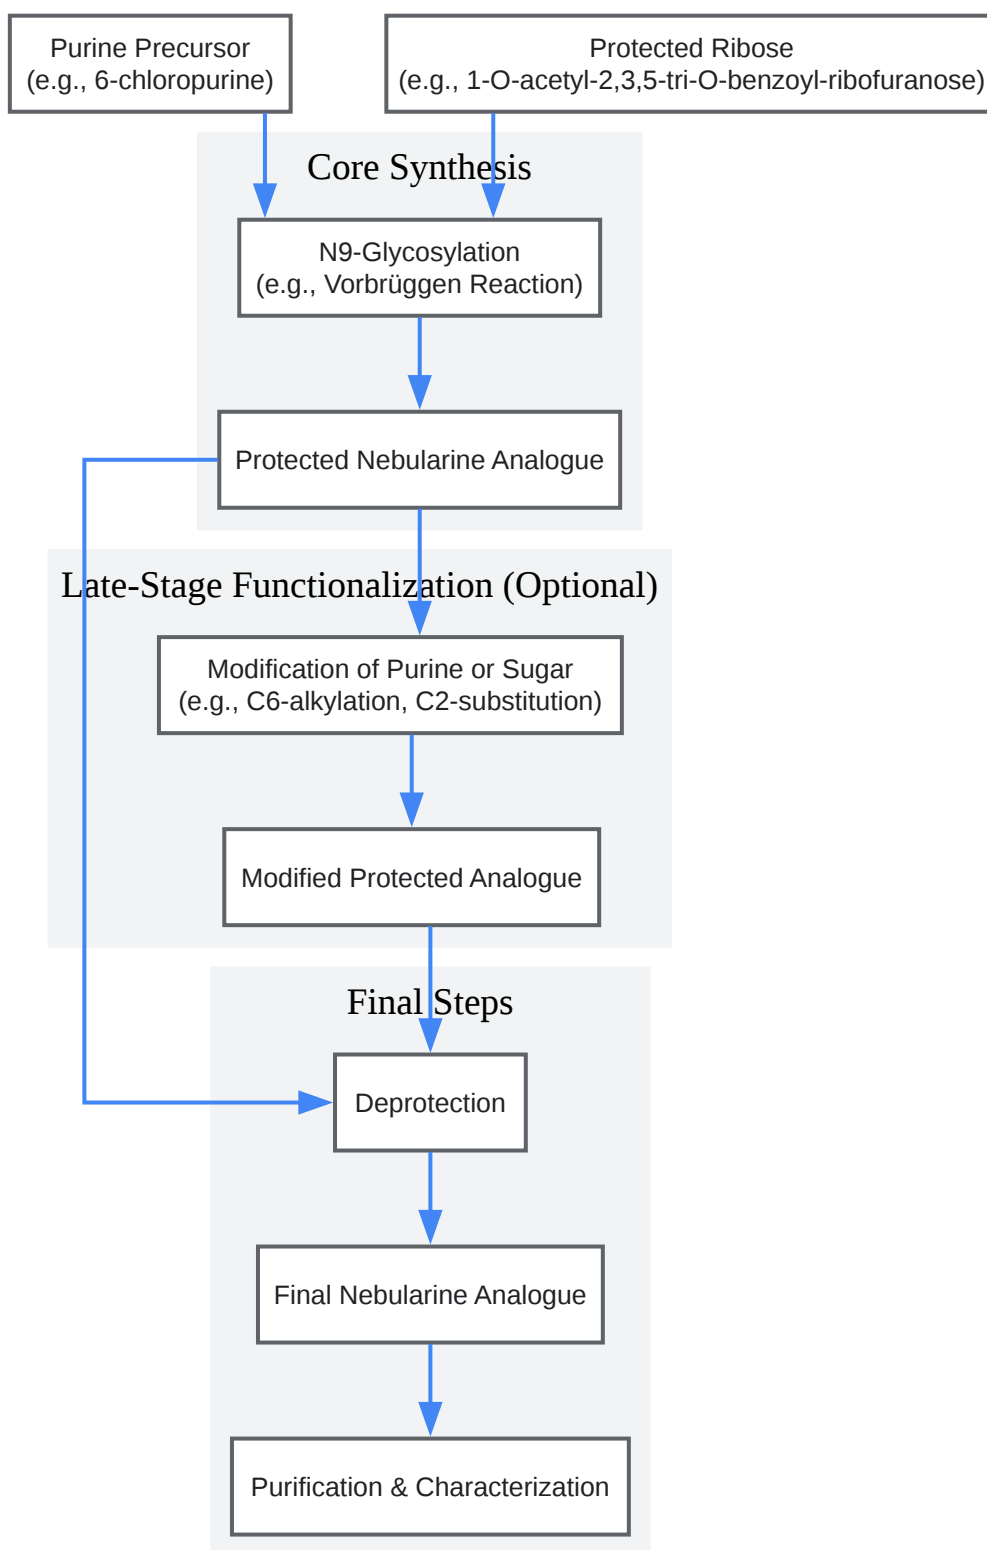 Purine Precursor
(e.g., 6-chloropurine)
Protected Ribose
(e.g., 1-O-acetyl-2,3,5-tri-O-benzoyl-ribofuranose)
Core Synthesis
N9-Glycosylation
(e.g., Vorbrüggen Reaction)
Protected Nebularine Analogue
Late-Stage Functionalization (Optional)
Modification of Purine or Sugar
(e.g., C6-alkylation, C2-substitution)
Modified Protected Analogue
Final Steps
Deprotection
Final Nebularine Analogue
Purification & Characterization